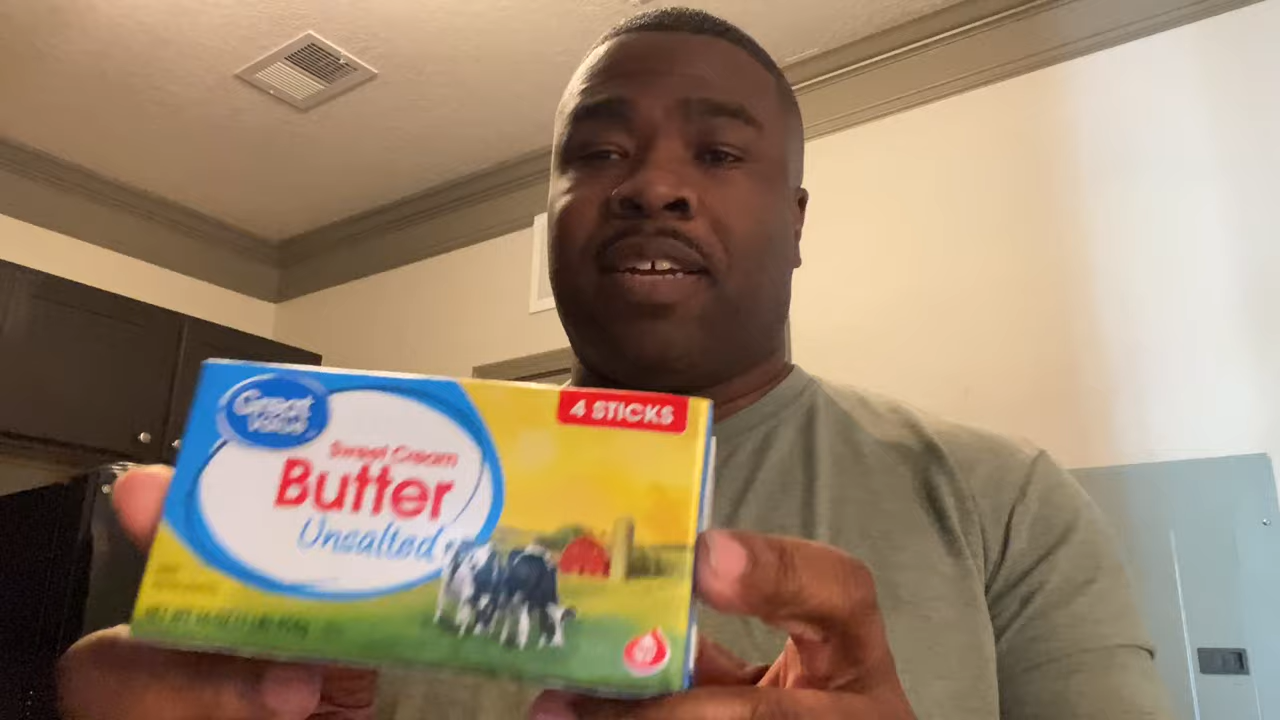 Great
Value
4 STICKS
Sweet Cream
Butter
Unsalted